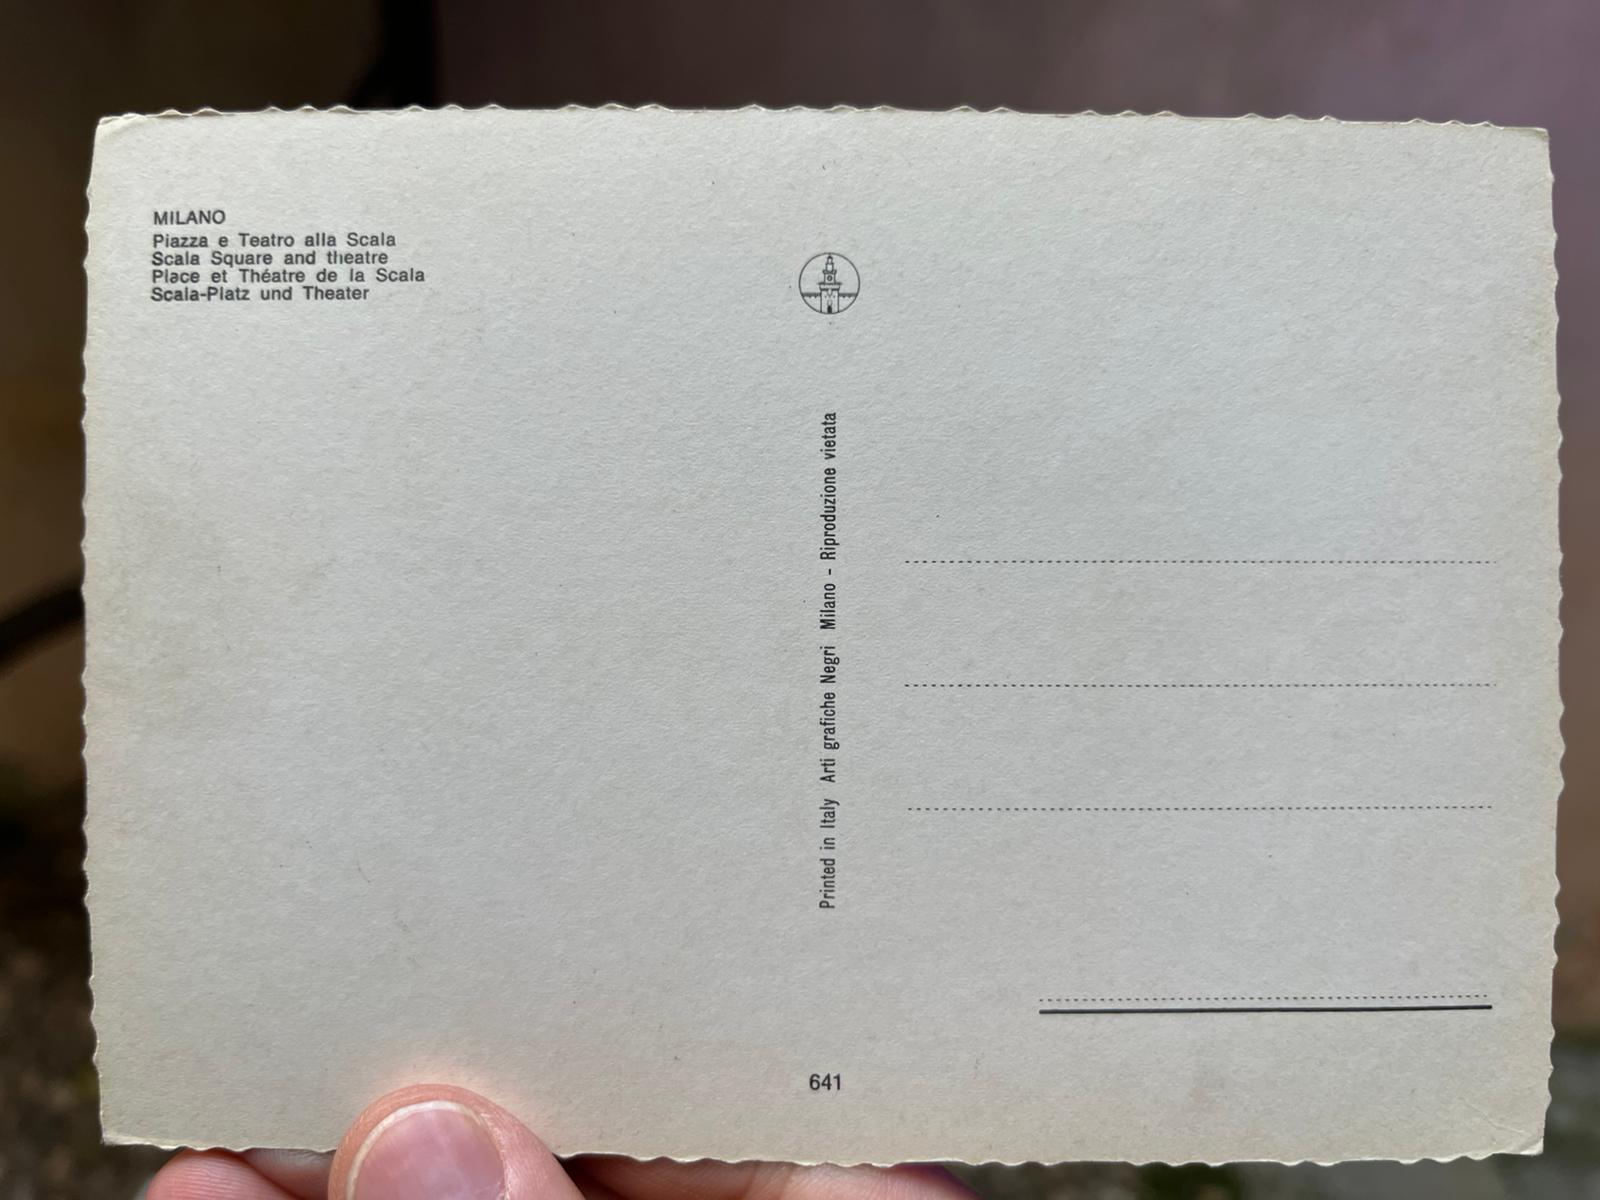 MILANO
Piazza e Teatro alla Scala
Scala Square and theatre
Place et Théatre de la Scala
Scala-Platz und Theater
Printed in Italy Arti grafiche Negri Milano - Riproduzione vietata
641